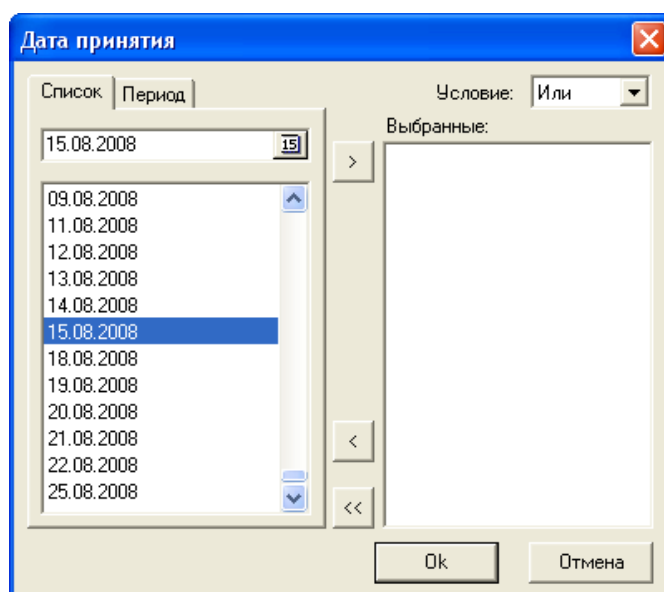 Дата принятия
Список
Период
Условие:
Или
Выбранные:
15.08.2008
15
>
09.08.2008
11.08.2008
12.08.2008
13.08.2008
14.08.2008
15.08.2008
18.08.2008
19.08.2008
20.08.2008
21.08.2008
22.08.2008
25.08.2008
<
<<
Ok
Отмена